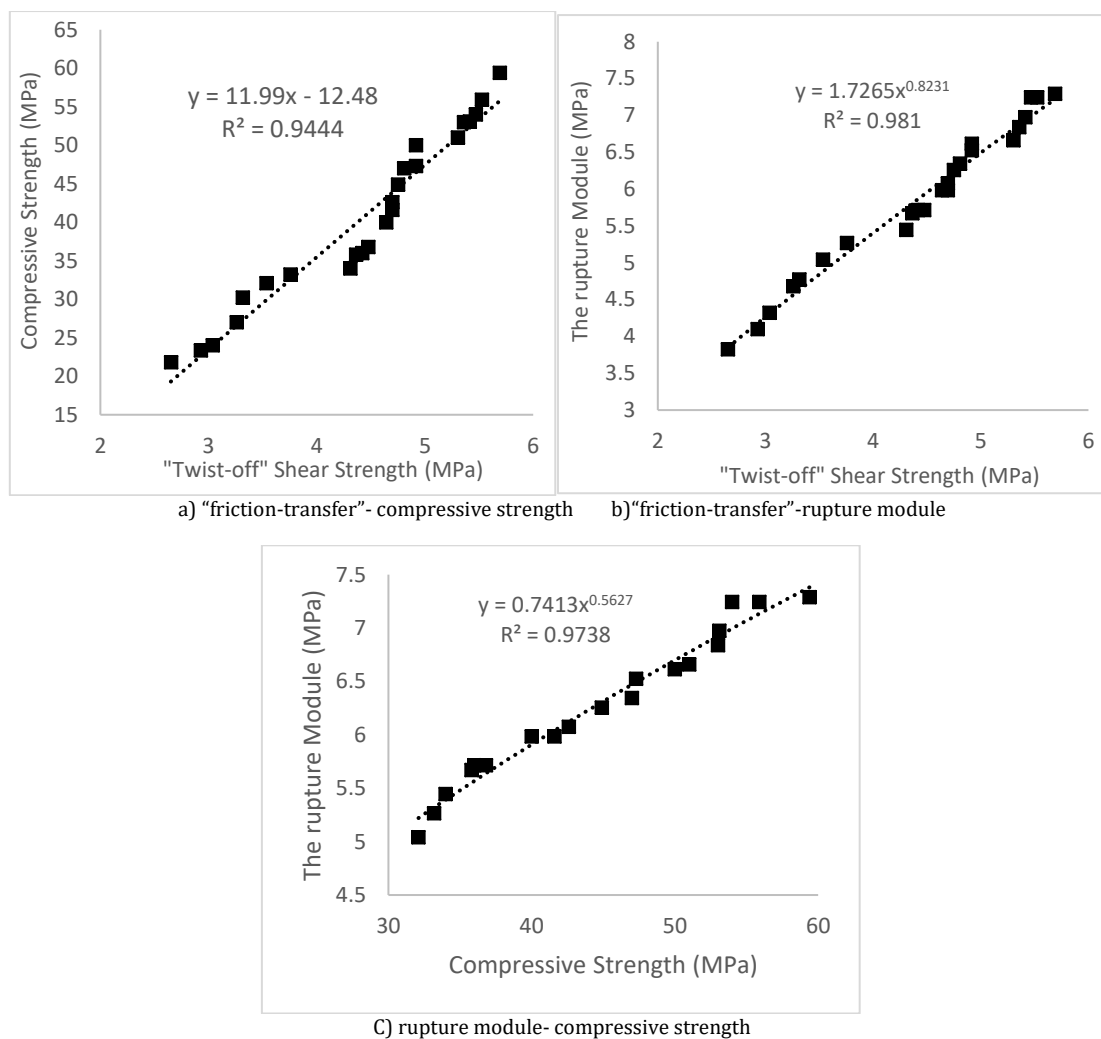 65
60
55
50
45
40
35
30
25
20
15
Compressive Strength (MPa)
y = 11.99x - 12.48
R² = 0.9444
2 3 4 5 6
"Twist-off" Shear Strength (MPa)
8
7.5
7
6.5
6
5.5
5
4.5
4
3.5
3
The rupture Module (MPa)
y = 1.7265x^0.8231
R² = 0.981
2 3 4 5 6
"Twist-off" Shear Strength (MPa)
a) “friction-transfer”- compressive strength
b)“friction-transfer”-rupture module
7.5
7
6.5
6
5.5
5
4.5
The rupture Module (MPa)
y = 0.7413x^0.5627
R² = 0.9738
30 40 50 60
Compressive Strength (MPa)
C) rupture module- compressive strength